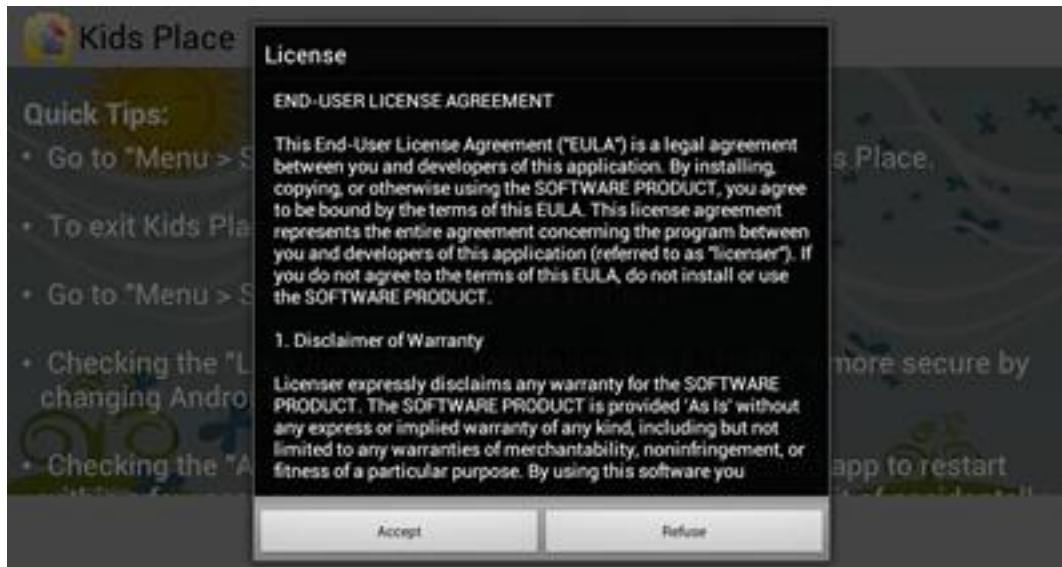 Kids Place
License
END-USER LICENSE AGREEMENT
This End-User License Agreement ("EULA") is a legal agreement
between you and developers of this application. By installing,
copying, or otherwise using the SOFTWARE PRODUCT, you agree
to be bound by the terms of this EULA. This license agreement
represents the entire agreement concerning the program between
you and developers of this application (referred to as "licenser"). If
you do not agree to the terms of this EULA, do not install or use
the SOFTWARE PRODUCT.
1. Disclaimer of Warranty
Licenser expressly disclaims any warranty for the SOFTWARE
PRODUCT. The SOFTWARE PRODUCT is provided 'As Is' without
any express or implied warranty of any kind, including but not
limited to any warranties of merchantability, noninfringement, or
fitness of a particular purpose. By using this software you
Accept
Refuse
Quick Tips:
• Go to "Menu > S
s Place.
• To exit Kids Pla
• Go to "Menu > S
• Checking the "L
more secure by
changing Andro
• Checking the "A
app to restart